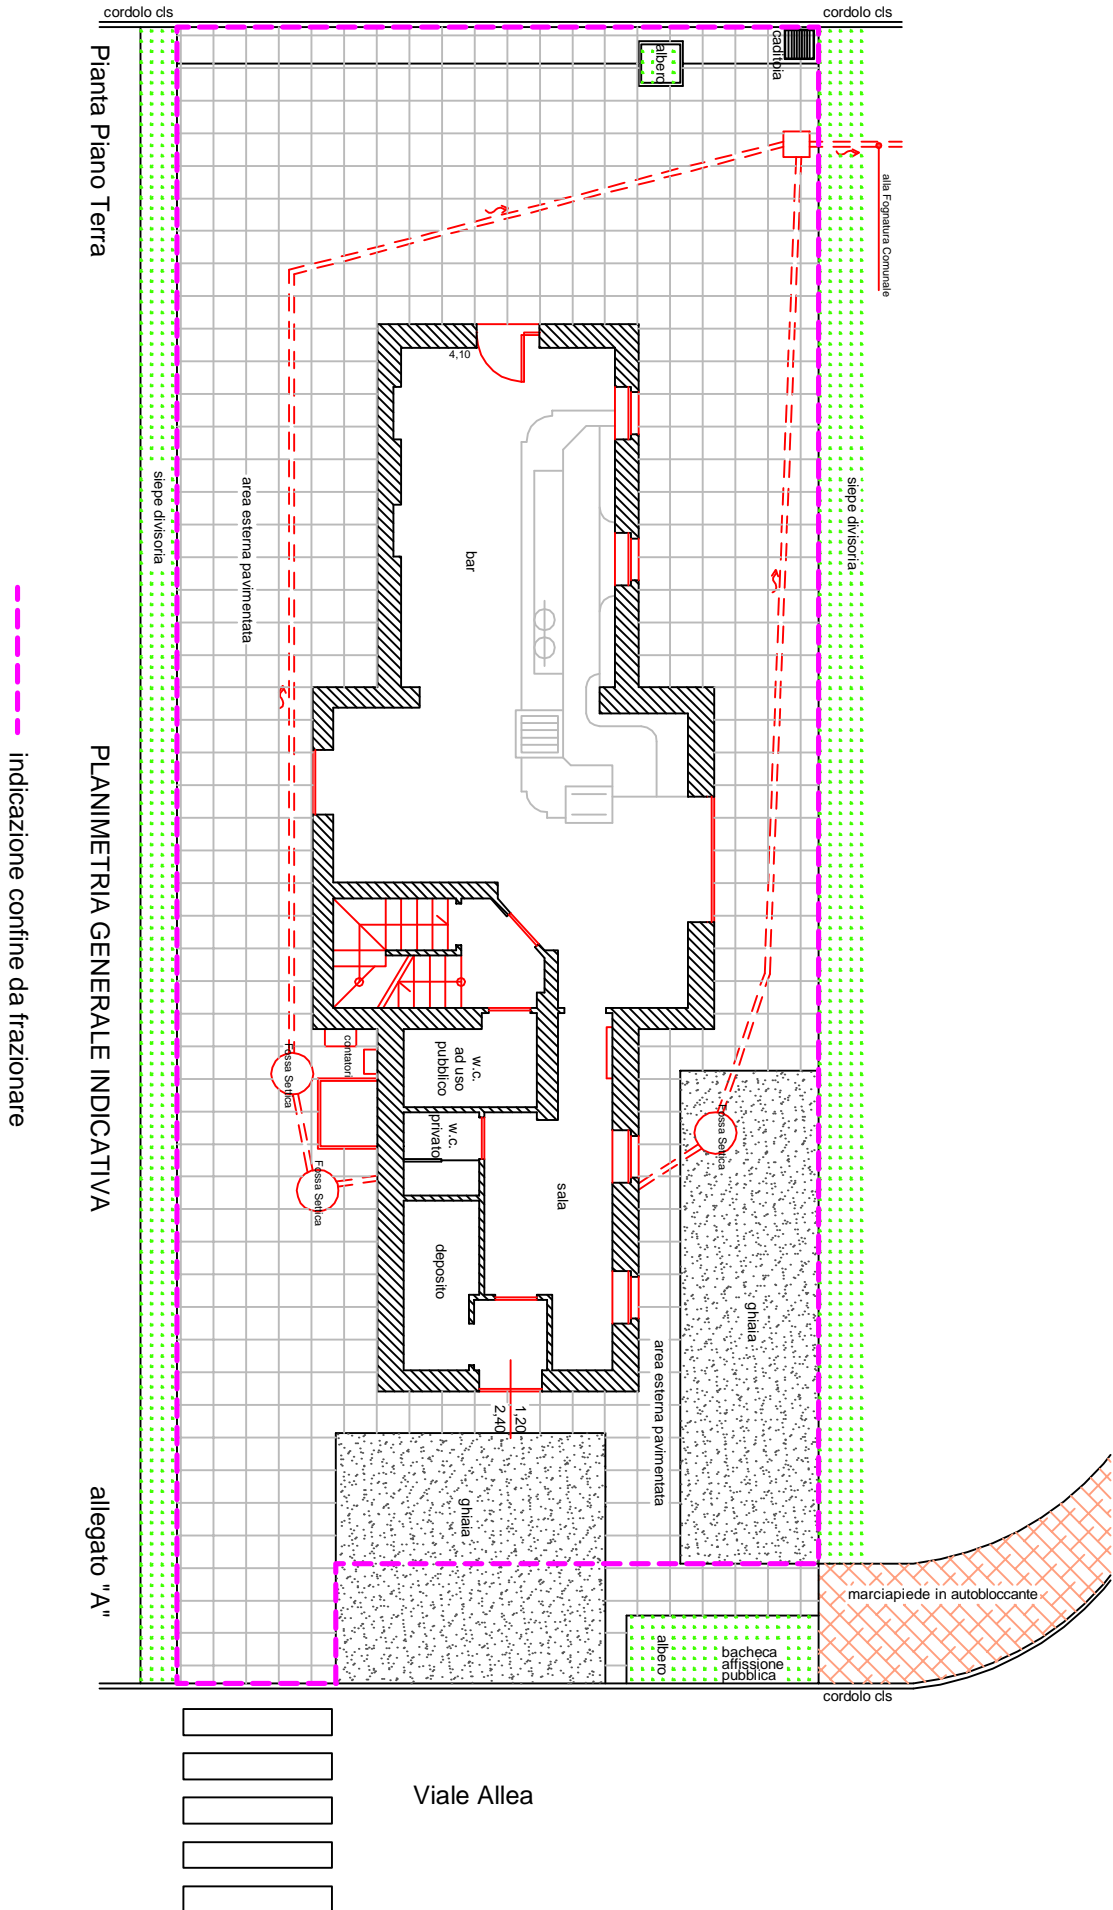 cordolo cls
cordolo cls
caditoia
albero
alla Fognatura Comunale
Pianta Piano Terra
4,10
siepe divisoria
area esterna pavimentata
bar
siepe divisoria
indicazione confine da frazionare
PLANIMETRIA GENERALE INDICATIVA
contatori
Fossa Settica
w.c.
ad uso
pubblico
w.c.
privato
Fossa Settica
Fossa Settica
sala
deposito
ghiaia
area esterna pavimentata
1,20
2,40
ghiaia
allegato "A"
marciapiede in autobloccante
albero
bacheca
affissione
pubblica
cordolo cls
Viale Allea